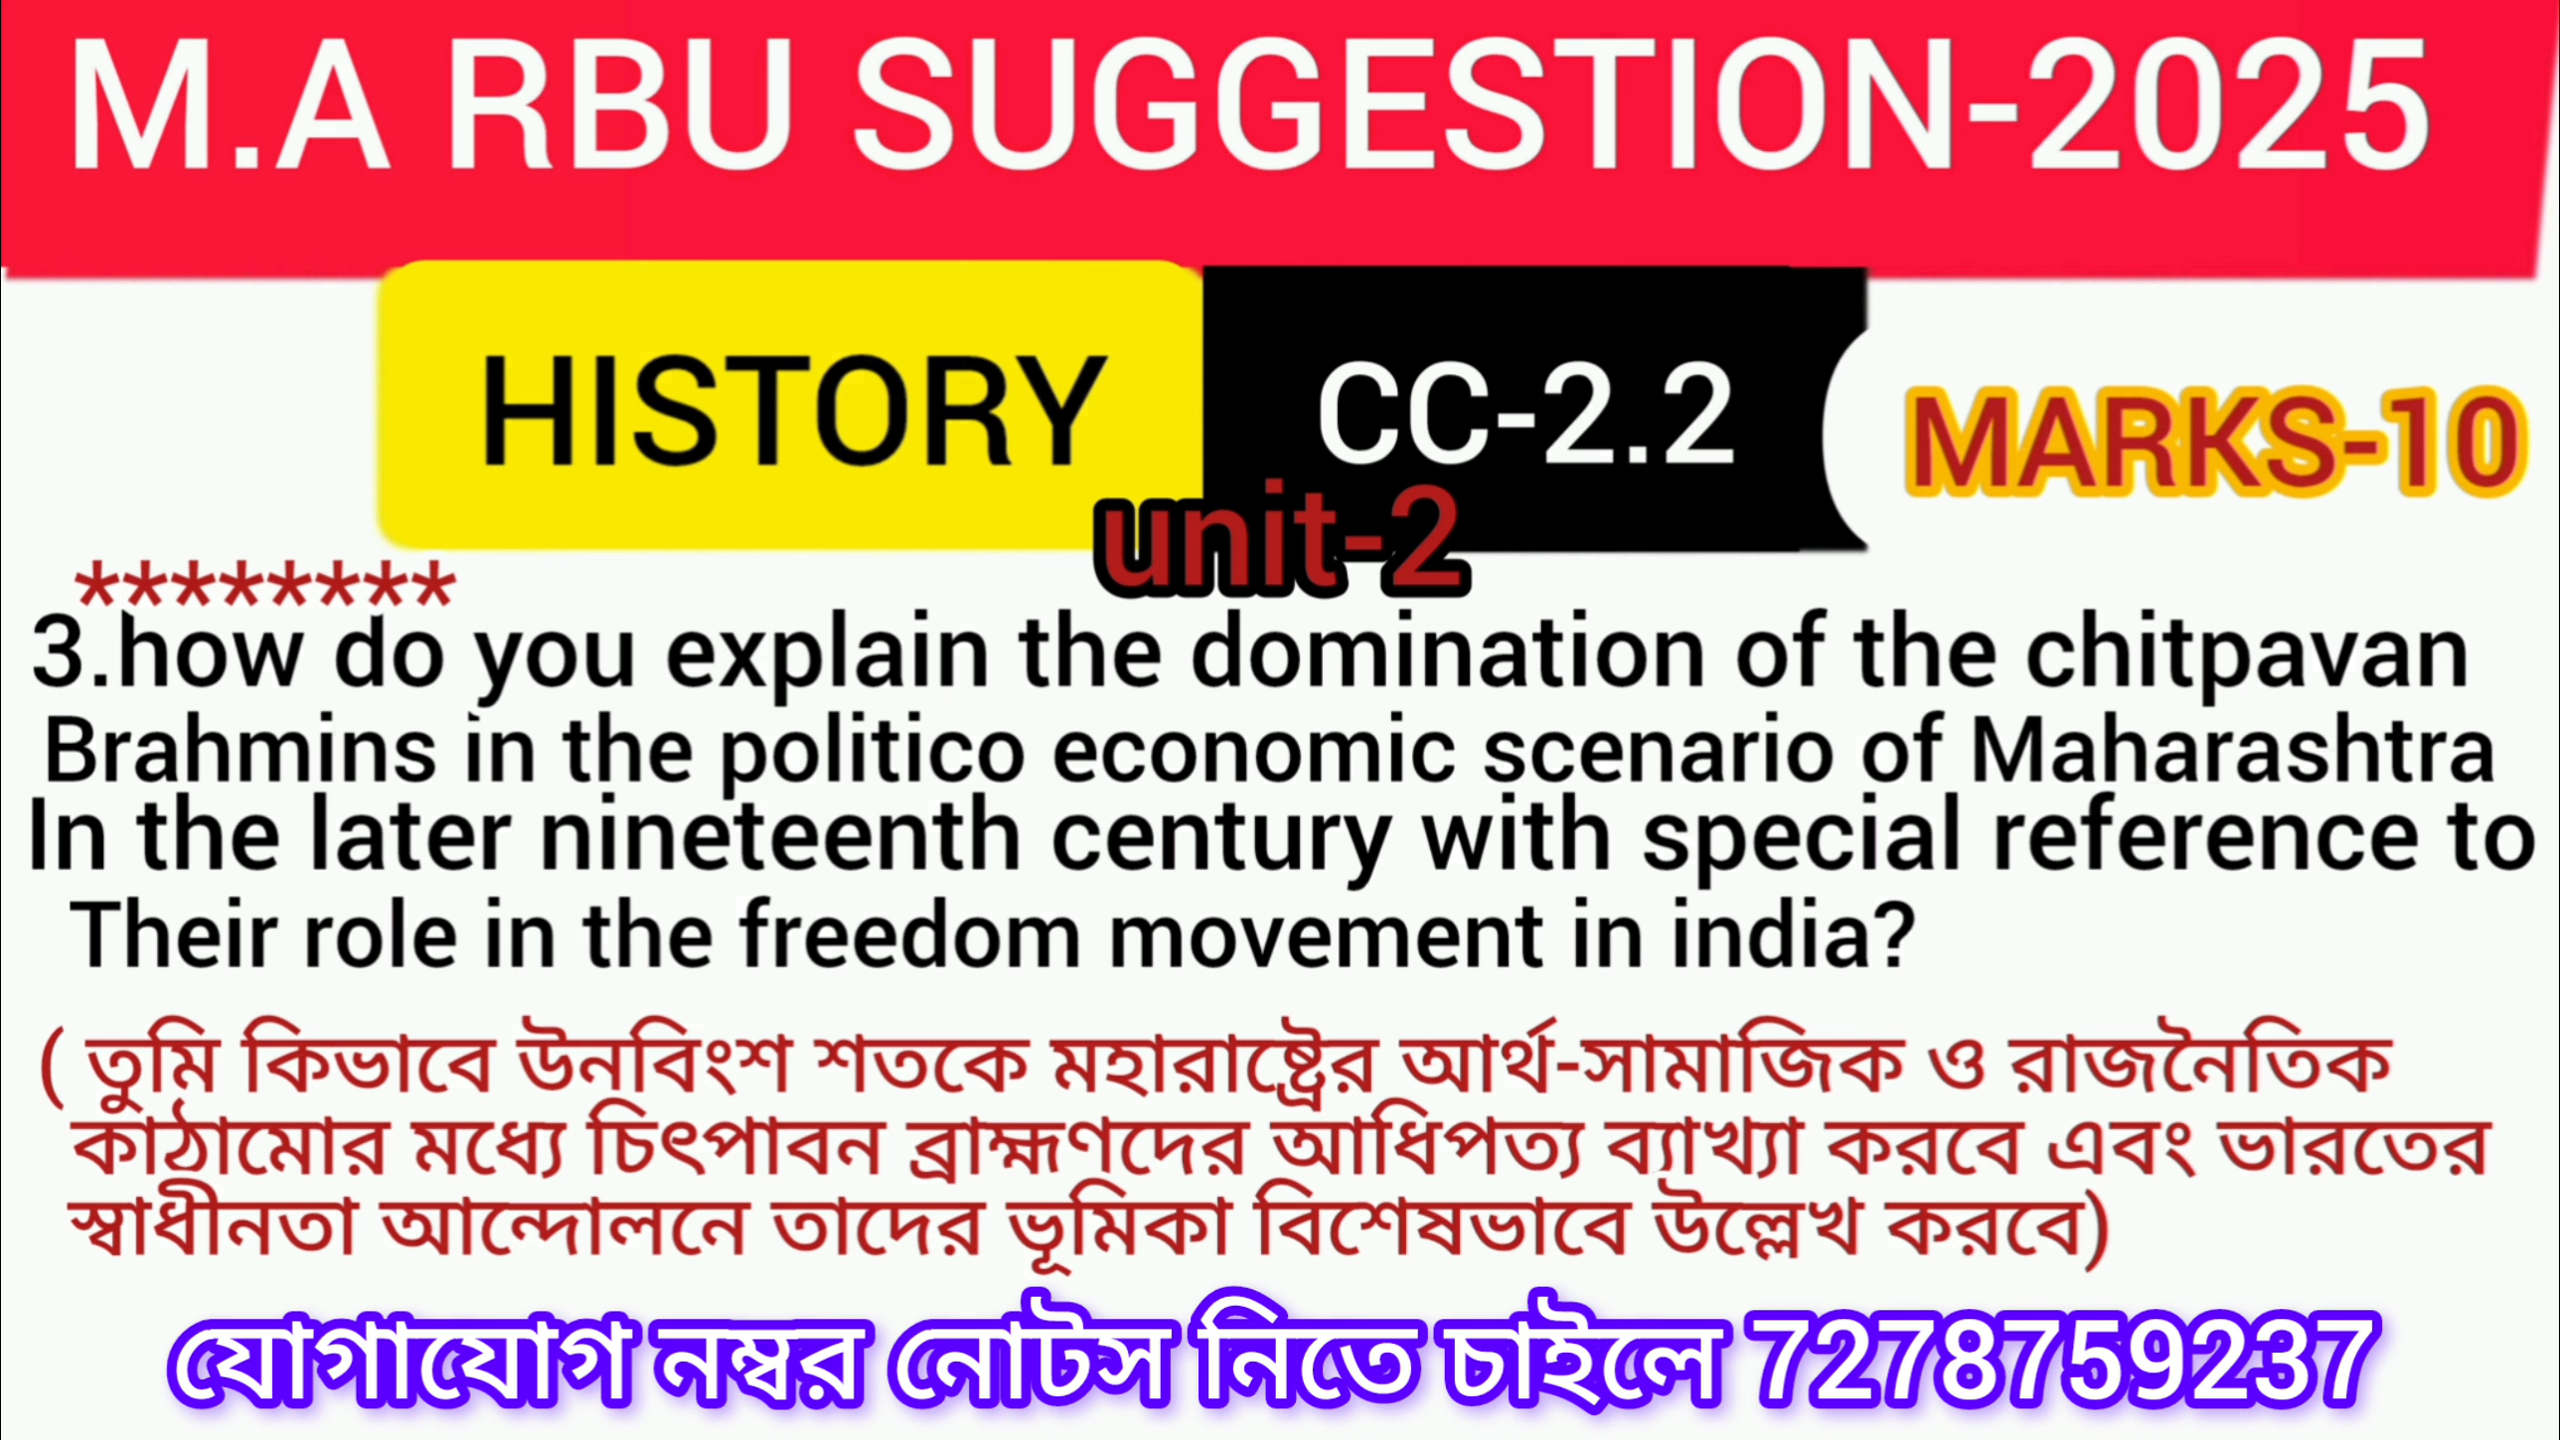 M.A RBU SUGGESTION-2025
HISTORY
CC-2.2
MARKS-10
unit-2
********
3.how do you explain the domination of the chitpavan
Brahmins in the politico economic scenario of Maharashtra
In the later nineteenth century with special reference to
Their role in the freedom movement in india?
( তুমি কিভাবে উনবিংশ শতকে মহারাষ্ট্রের আর্থ-সামাজিক ও রাজনৈতিক
কাঠামোর মধ্যে চিৎপাবন ব্রাহ্মণদের আধিপত্য ব্যাখ্যা করবে এবং ভারতের
স্বাধীনতা আন্দোলনে তাদের ভূমিকা বিশেষভাবে উল্লেখ করবে)
যোগাযোগ নম্বর নোটস নিতে চাইলে 7278759237